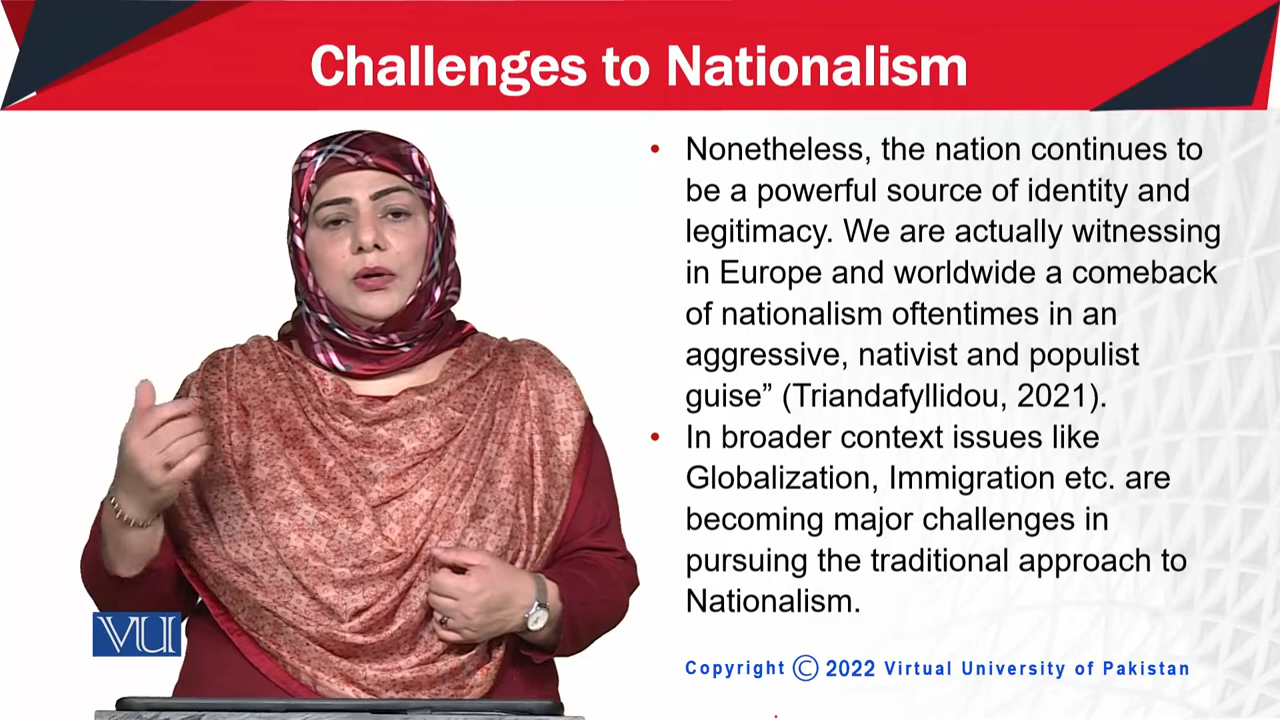 Challenges to Nationalism
• Nonetheless, the nation continues to
be a powerful source of identity and
legitimacy. We are actually witnessing
in Europe and worldwide a comeback
of nationalism oftentimes in an
aggressive, nativist and populist
guise” (Triandafyllidou, 2021).
• In broader context issues like
Globalization, Immigration etc. are
becoming major challenges in
pursuing the traditional approach to
Nationalism.
VU
Copyright © 2022 Virtual University of Pakistan